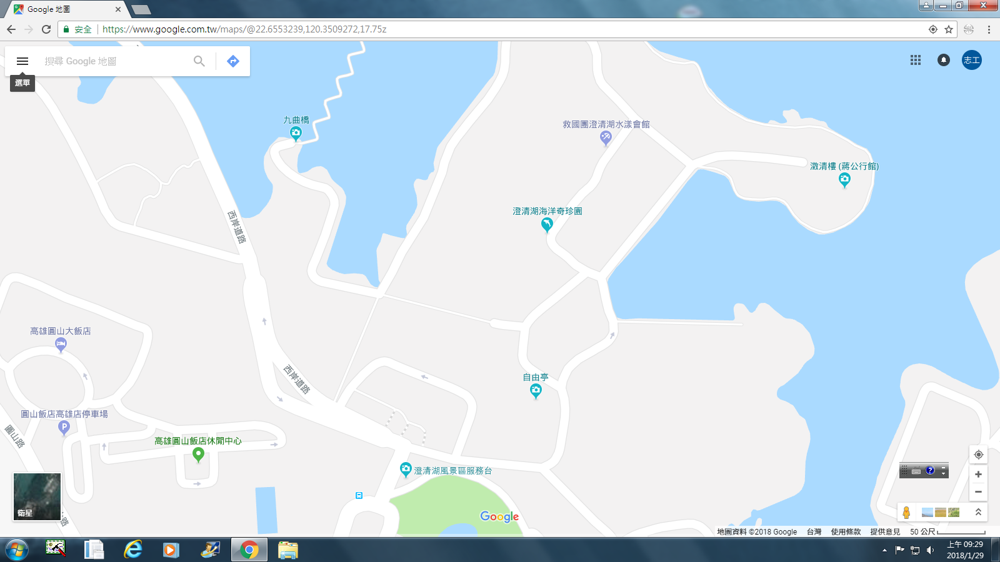 Google 地圖
安全
https://www.google.com.tw/maps/@22.6553239,120.3509272,17.75z
搜尋 Google 地圖
志工
選單
九曲橋
救國團澄清湖水漾會館
澂清樓 (蔣公行館)
澄清湖海洋奇珍園
西岸道路
高雄圓山大飯店
西岸道路
自由亭
圓山飯店高雄店停車場
P
圓山路
高雄圓山飯店休閒中心
澄清湖風景區服務台
衛星
路
Google
?
地圖資料 ©2018 Google
台灣
使用條款
提供意見
50 公尺
上午 09:29
2018/1/29